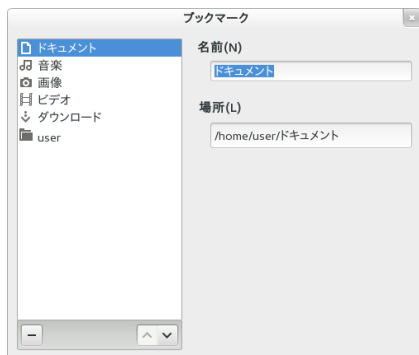 ブックマーク
ドキュメント
音楽
画像
ビデオ
ダウンロード
user
名前(N)
ドキュメント
場所(L)
/home/user/ドキュメント